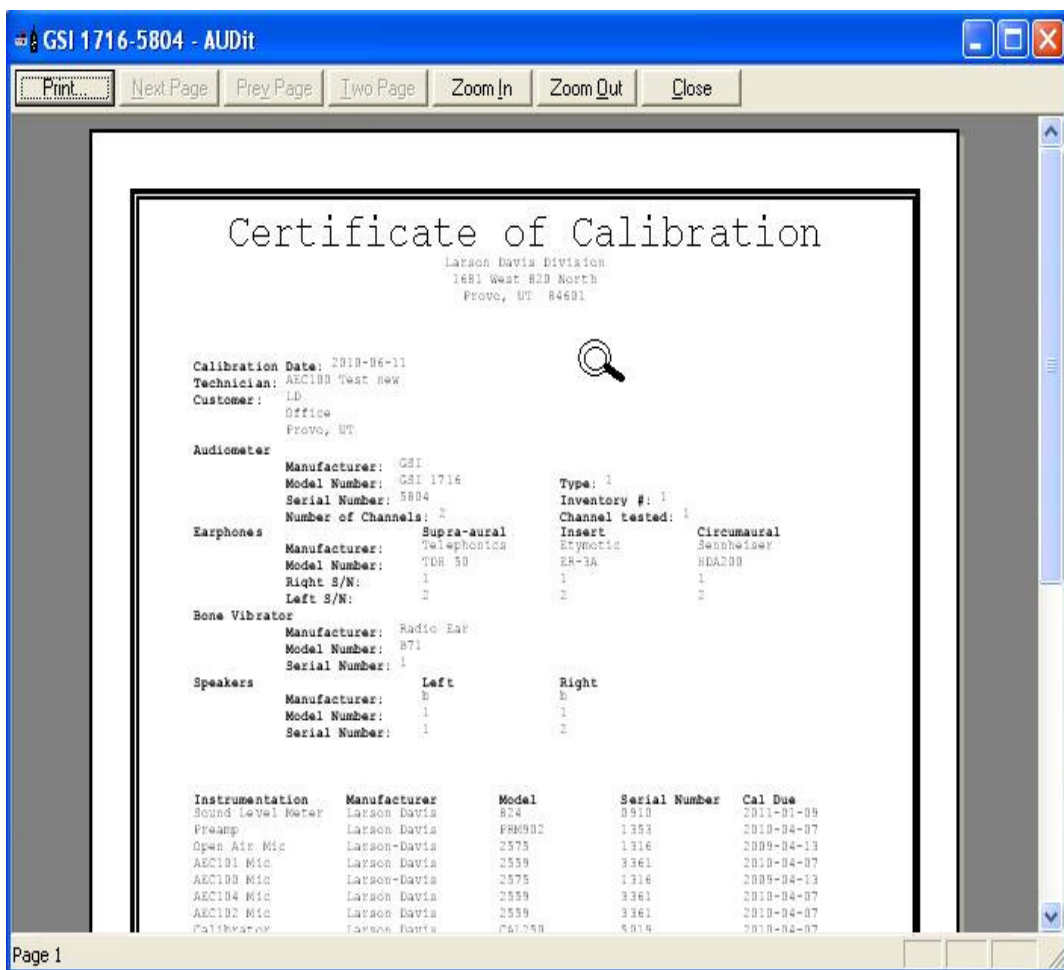 GSI 1716-5804 - AUDit
Print... Next Page Prev Page Two Page Zoom In Zoom Out Close
Certificate of Calibration
Larson Davis Division
1681 West 820 North
Provo, UT 84601
Calibration Date: 2010-06-11
Technician: AEC100 Test new
Customer: LD
Office
Provo, UT
Audiometer
Manufacturer: GSI
Model Number: GSI 1716 Type: 1
Serial Number: 5804 Inventory #: 1
Number of Channels: 2 Channel tested: 1
Earphones Supra-aural Insert Circumaural
Manufacturer: Telephonics Etymotic Sennheiser
Model Number: TDH 50 ER-3A HDA200
Right S/N: 1 1 1
Left S/N: 2 2 2
Bone Vibrator
Manufacturer: Radio Ear
Model Number: B71
Serial Number: 1
Speakers Left Right
Manufacturer: b b
Model Number: 1 1
Serial Number: 1 2
Instrumentation Manufacturer Model Serial Number Cal Due
Sound Level Meter Larson Davis 824 0910 2011-01-09
Preamp Larson Davis PRM902 1353 2010-04-07
Open Air Mic Larson-Davis 2575 1316 2009-04-13
AEC101 Mic Larson Davis 2559 3361 2010-04-07
AEC100 Mic Larson-Davis 2575 1316 2009-04-13
AEC104 Mic Larson Davis 2559 3361 2010-04-07
AEC102 Mic Larson Davis 2559 3361 2010-04-07
Calibrator Larson Davis CAL250 5019 2010-04-07
Page 1